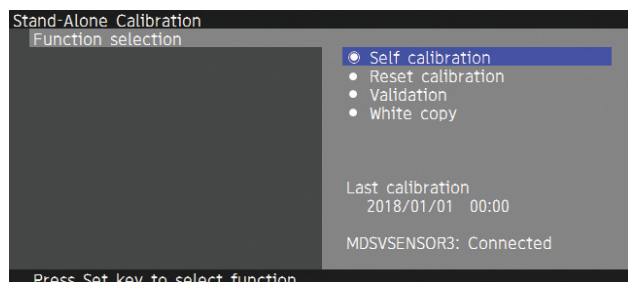 Stand-Alone Calibration
Function selection
Self calibration
Reset calibration
Validation
White copy
Last calibration
2018/01/01 00:00
MDSVSENSOR3: Connected
Press Set key to select function